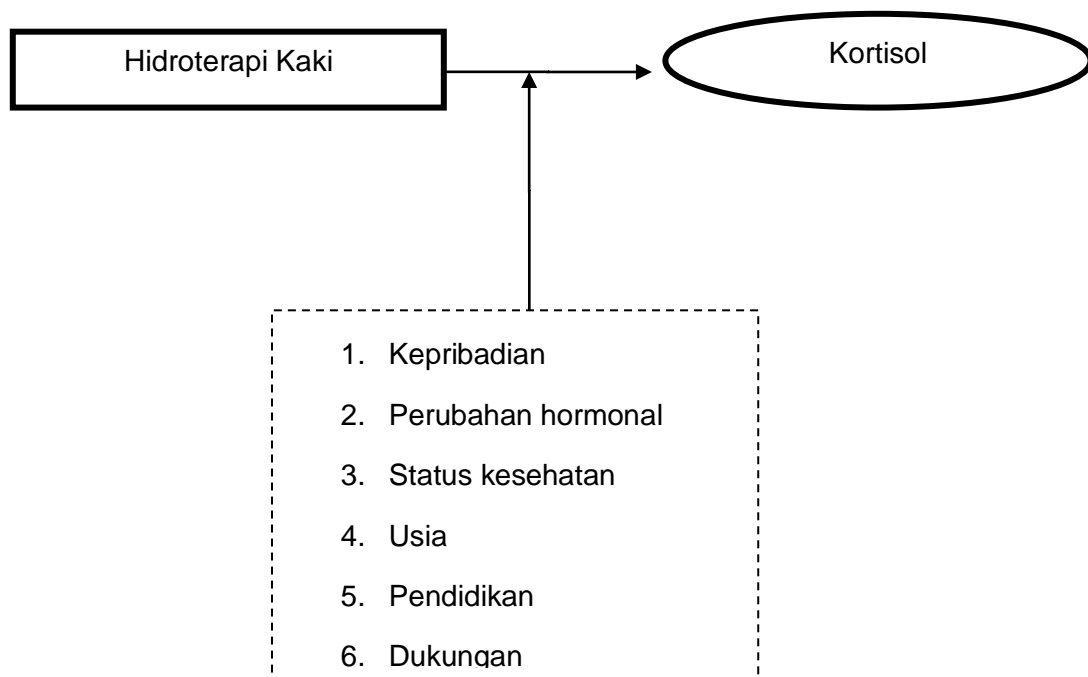 Hidroterapi Kaki
Kortisol
1. Kepribadian
2. Perubahan hormonal
3. Status kesehatan
4. Usia
5. Pendidikan
6. Dukungan